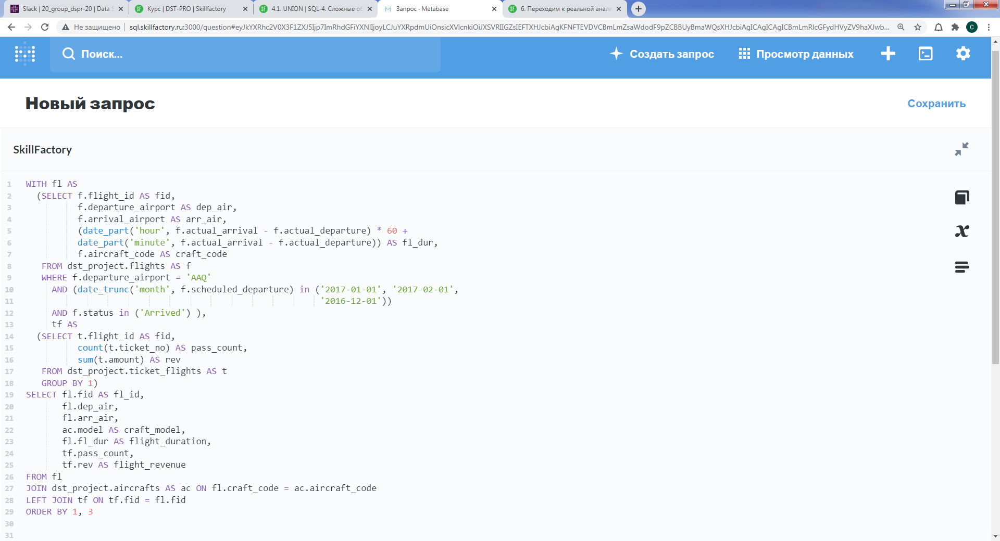 Slack | 20_group_dspr-20 | Data S
Курс | DST-PRO | Skillfactory
4.1. UNION | SQL-4. Сложные об
Запрос · Metabase
6. Переходим к реальной анали
Не защищено
sql.skillfactory.ru:3000/question#
Поиск...
Создать запрос
Просмотр данных
Новый запрос
Сохранить
SkillFactory
1 WITH fl AS
2 (SELECT f.flight_id AS fid,
3 f.departure_airport AS dep_air,
4 f.arrival_airport AS arr_air,
5 (date_part('hour', f.actual_arrival - f.actual_departure) * 60 +
6 date_part('minute', f.actual_arrival - f.actual_departure)) AS fl_dur,
7 f.aircraft_code AS craft_code
8 FROM dst_project.flights AS f
9 WHERE f.departure_airport = 'AAQ'
10 AND (date_trunc('month', f.scheduled_departure) in ('2017-01-01', '2017-02-01',
11 '2016-12-01'))
12 AND f.status in ('Arrived') ),
13 tf AS
14 (SELECT t.flight_id AS fid,
15 count(t.ticket_no) AS pass_count,
16 sum(t.amount) AS rev
17 FROM dst_project.ticket_flights AS t
18 GROUP BY 1)
19 SELECT fl.fid AS fl_id,
20 fl.dep_air,
21 fl.arr_air,
22 ac.model AS craft_model,
23 fl.fl_dur AS flight_duration,
24 tf.pass_count,
25 tf.rev AS flight_revenue
26 FROM fl
27 JOIN dst_project.aircrafts AS ac ON fl.craft_code = ac.aircraft_code
28 LEFT JOIN tf ON tf.fid = fl.fid
29 ORDER BY 1, 3
30
31